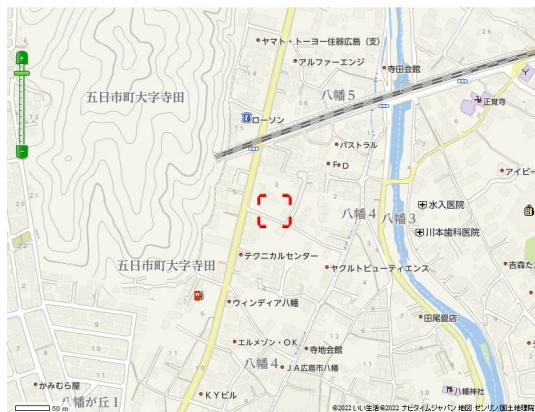 ヤマト・トーヨー住器広島（支）
アルファーエンジ
寺田会館
八幡5
五日市町大字寺田
正覚寺
ローソン
パストラル
F・D
アイビー
水入医院
八幡4
八幡3
川本歯科医院
テクニカルセンター
五日市町大字寺田
ヤクルトビューティエンス
吉森た
ウィンディア八幡
田尾畳店
エルメゾン・OK
寺地会館
八幡4
JA広島市八幡
かみむら屋
八幡が丘1
KYビル
八幡神社
50 m
©2022 いい生活 ©2022 ナビタイムジャパン 地図 ゼンリン 国土地理院